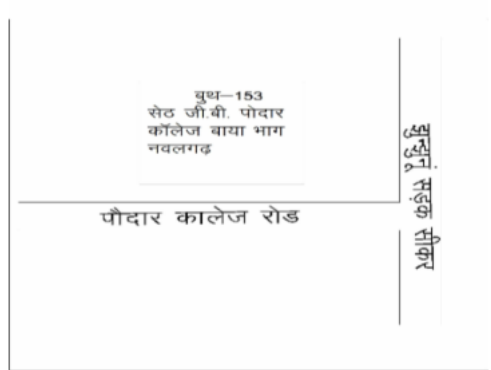 बुथ–153
सेठ जी.बी. पोदार
कॉलेज बाया भाग
नवलगढ़
पौदार कालेज रोड
झुन्झुनूं सड़क सीकर